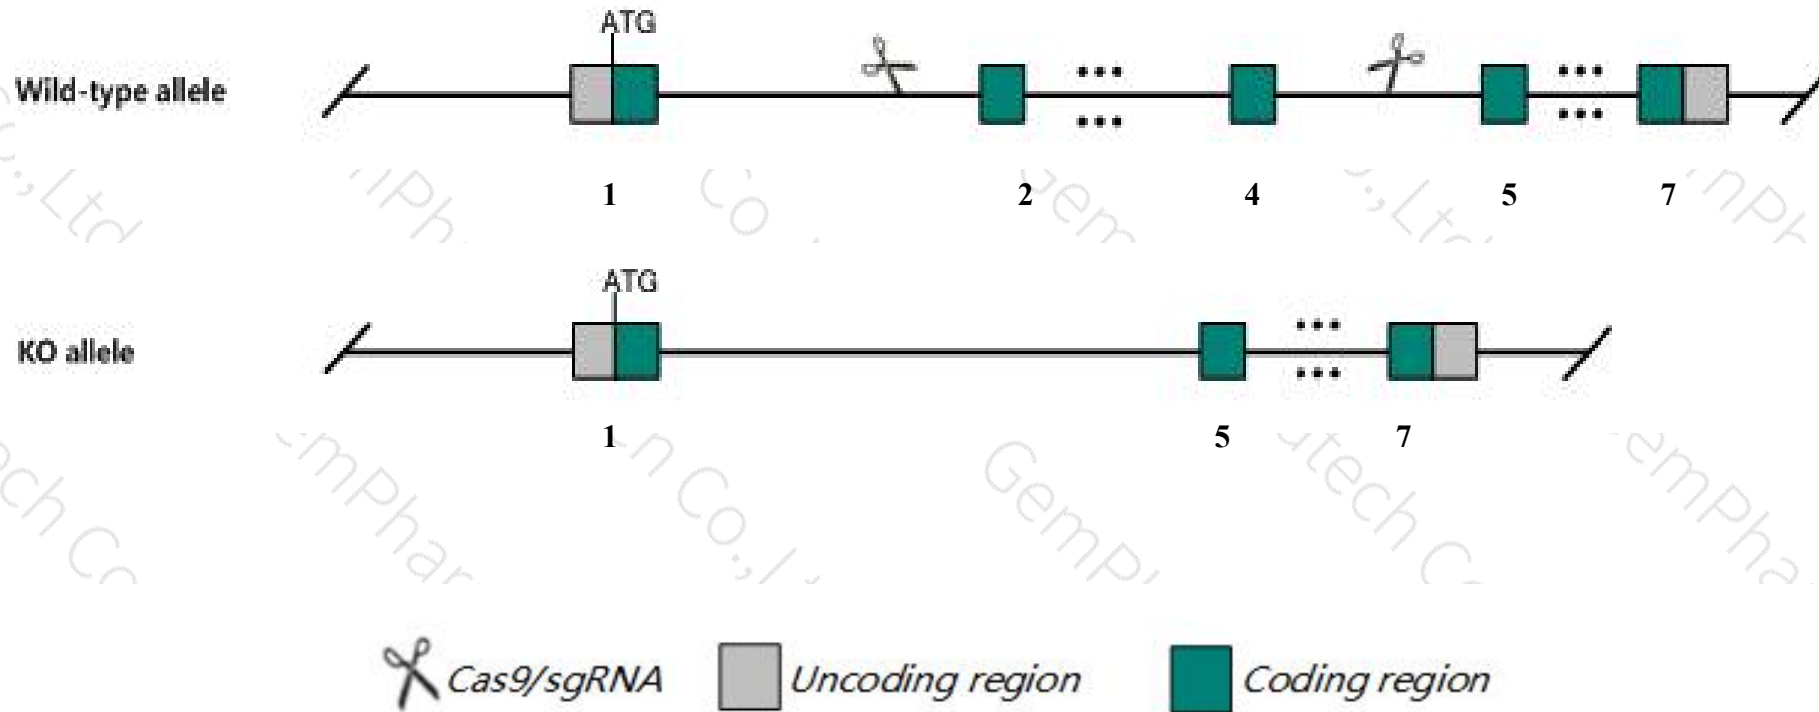 ATG
Wild-type allele
1 2 4 5 7
ATG
KO allele
1 5 7
Cas9/sgRNA Uncoding region Coding region